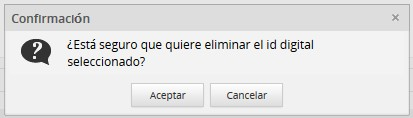 Confirmación
¿Está seguro que quiere eliminar el id digital
seleccionado?
Aceptar
Cancelar